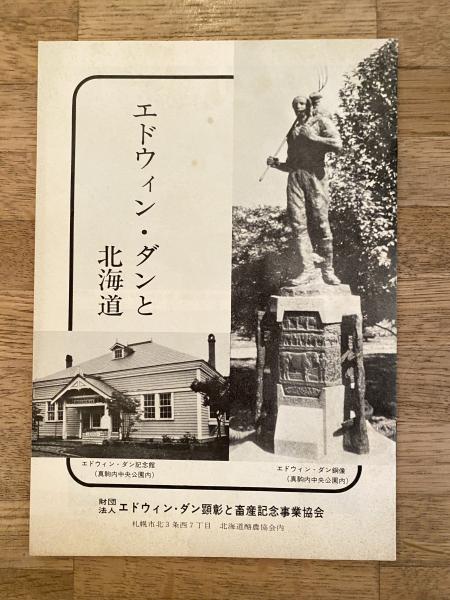 エドウィン・ダンと
北海道
エドウィン・ダン記念館
(真駒内中央公園内)
エドウィン・ダン銅像
(真駒内中央公園内)
財団法人 エドウィン・ダン顕彰と畜産記念事業協会
札幌市北3条西7丁目 北海道酪農協会内